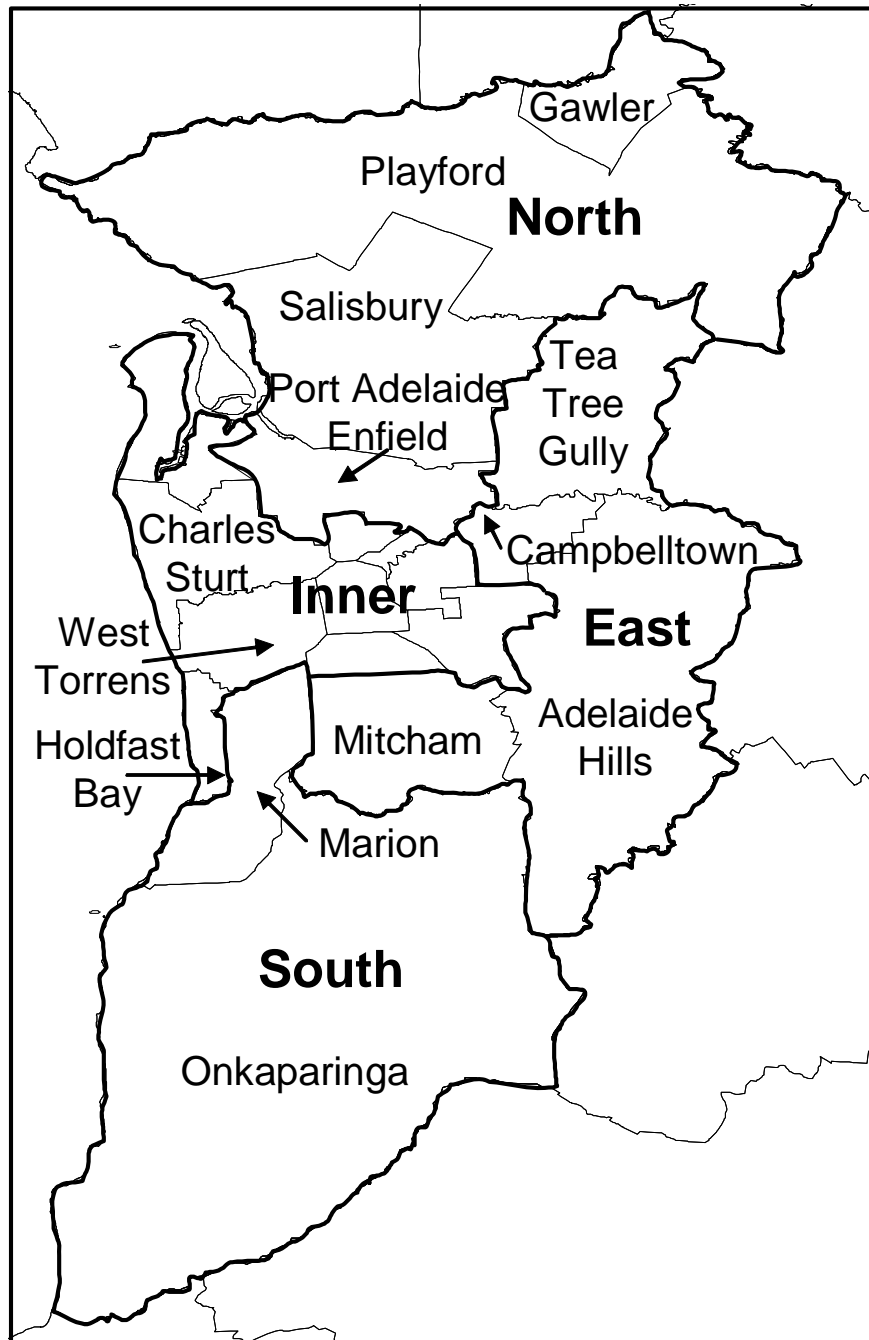 Gawler
Playford
North
Salisbury
Tea
Tree
Gully
Port Adelaide
Enfield
Charles
Sturt
Campbelltown
Inner
West
Torrens
East
Adelaide
Hills
Holdfast
Bay
Mitcham
Marion
South
Onkaparinga